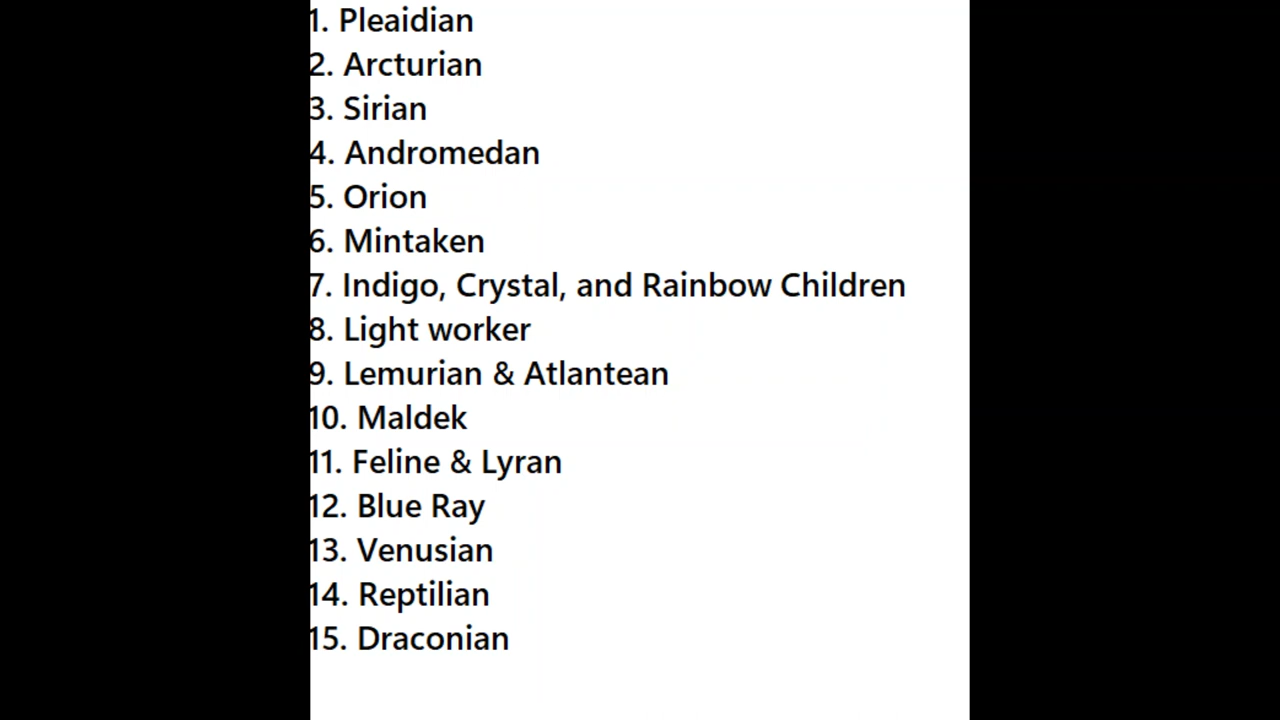 1. Pleaidian
2. Arcturian
3. Sirian
4. Andromedan
5. Orion
6. Mintaken
7. Indigo, Crystal, and Rainbow Children
8. Light worker
9. Lemurian & Atlantean
10. Maldek
11. Feline & Lyran
12. Blue Ray
13. Venusian
14. Reptilian
15. Draconian